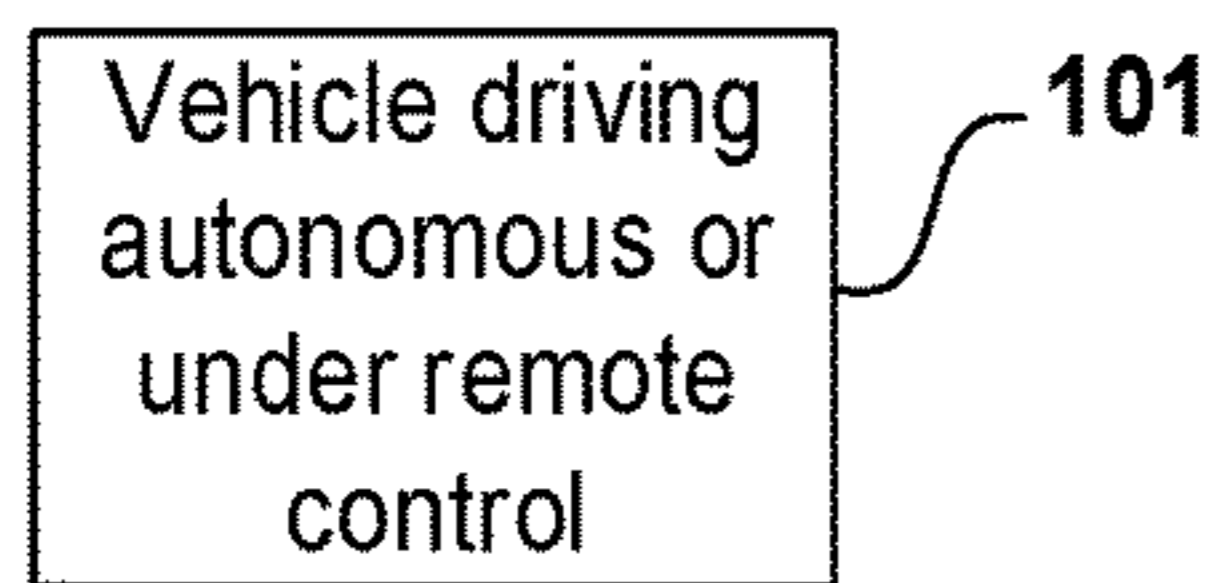 Vehicle driving
autonomous or
under remote
control
101